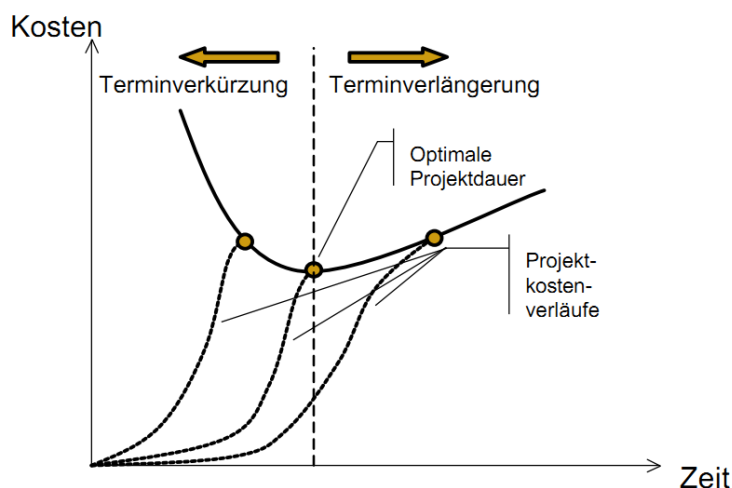 Kosten
Terminverkürzung
Terminverlängerung
Optimale
Projektdauer
Projekt-
kosten-
verläufe
Zeit